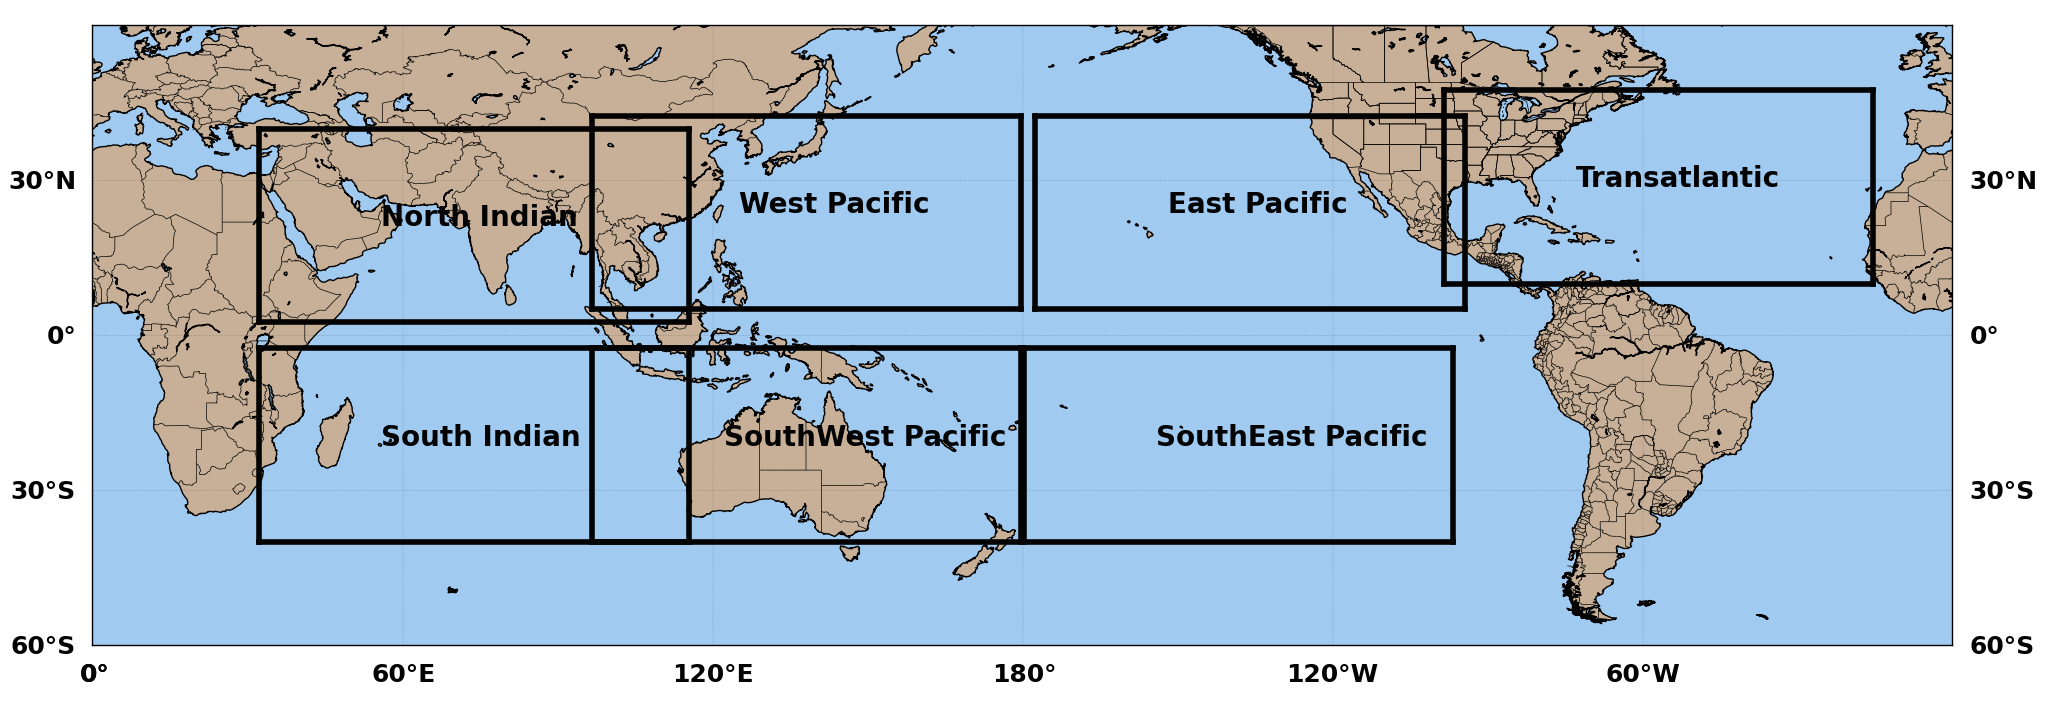 30°N
Transatlantic
30°N
West Pacific
East Pacific
North Indian
0°
0°
South Indian
SouthWest Pacific
SouthEast Pacific
30°S
30°S
60°S
60°S
0°
60°E
120°E
180°
120°W
60°W